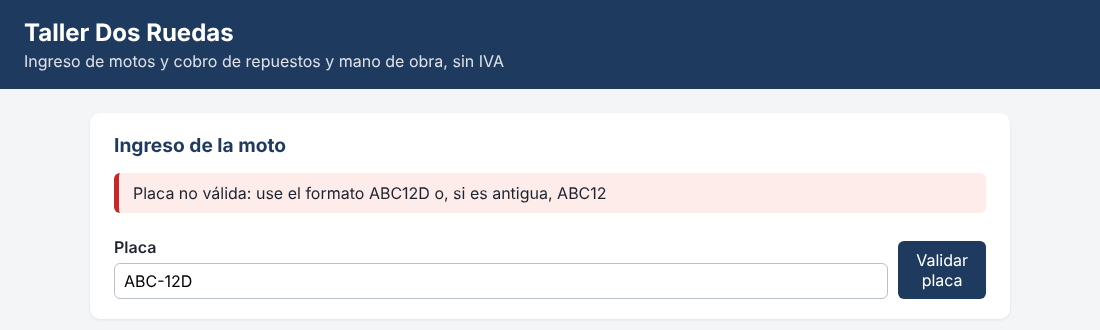 Taller Dos Ruedas
Ingreso de motos y cobro de repuestos y mano de obra, sin IVA
Ingreso de la moto
Placa no válida: use el formato ABC12D o, si es antigua, ABC12
Placa
ABC-12D
Validar
placa